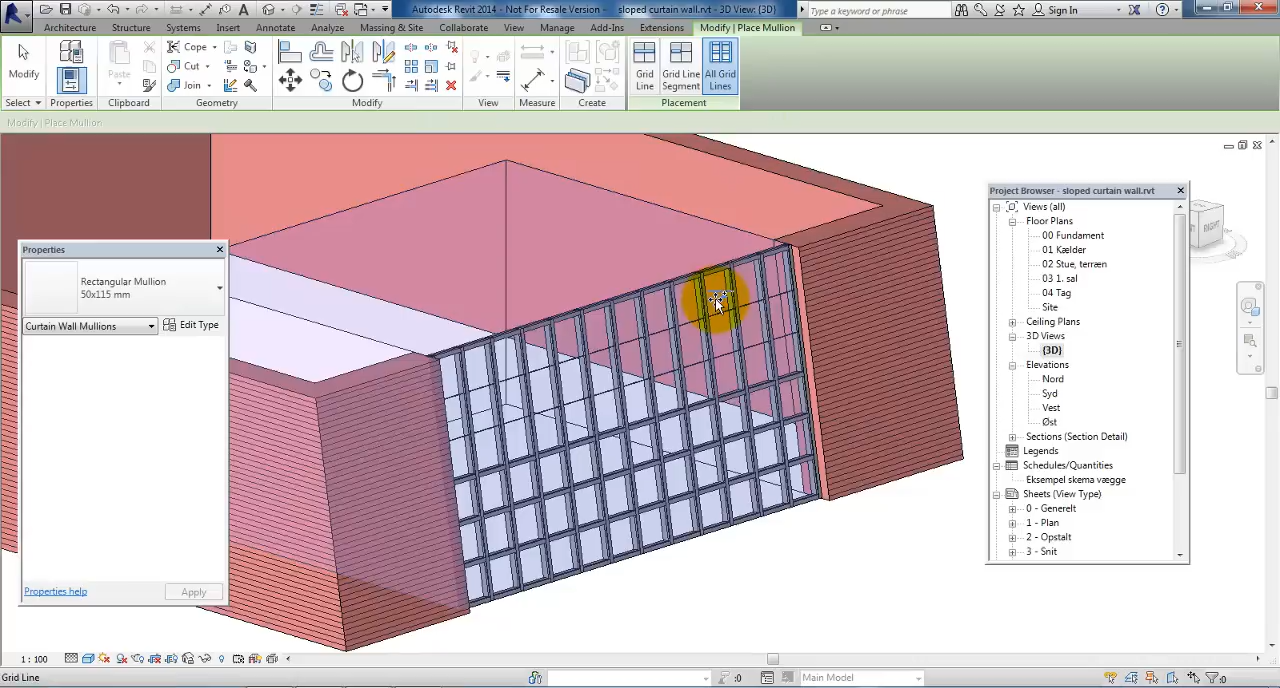 Autodesk Revit 2014 - Not For Resale Version - sloped curtain wall.rvt - 3D View: {3D}
Type a keyword or phrase
Sign In
Architecture Structure Systems Insert Annotate Analyze Massing & Site Collaborate View Manage Add-Ins Extensions Modify | Place Mullion
Modify
Paste
Cope
Cut
Join
Grid Line
Grid Line Segment
All Grid Lines
Select Properties Clipboard Geometry Modify View Measure Create Placement
Modify | Place Mullion
Properties
Rectangular Mullion
50x115 mm
Curtain Wall Mullions
Edit Type
Properties help
Apply
RIGHT
Project Browser - sloped curtain wall.rvt
Views (all)
Floor Plans
00 Fundament
01 Kælder
02 Stue, terræn
03 1. sal
04 Tag
Site
Ceiling Plans
3D Views
{3D}
Elevations
Nord
Syd
Vest
Øst
Sections (Section Detail)
Legends
Schedules/Quantities
Eksempel skema vægge
Sheets (View Type)
0 - Generelt
1 - Plan
2 - Opstalt
3 - Snit
1 : 100
Grid Line
:0
Main Model
:0